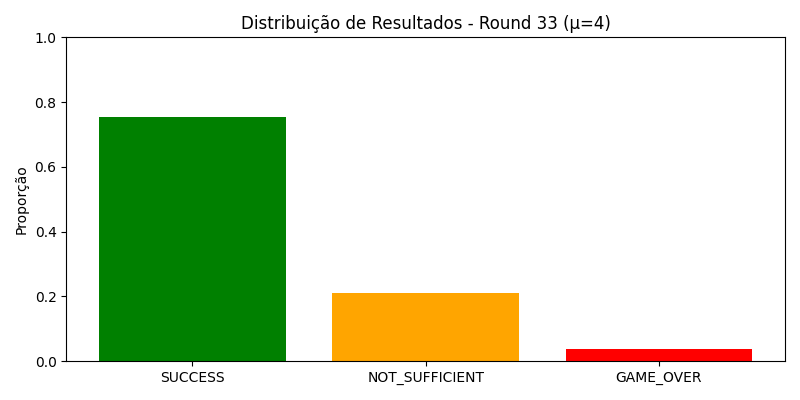 Distribuição de Resultados - Round 33 (μ=4)
Proporção
1.0
0.8
0.6
0.4
0.2
0.0
SUCCESS
NOT_SUFFICIENT
GAME_OVER